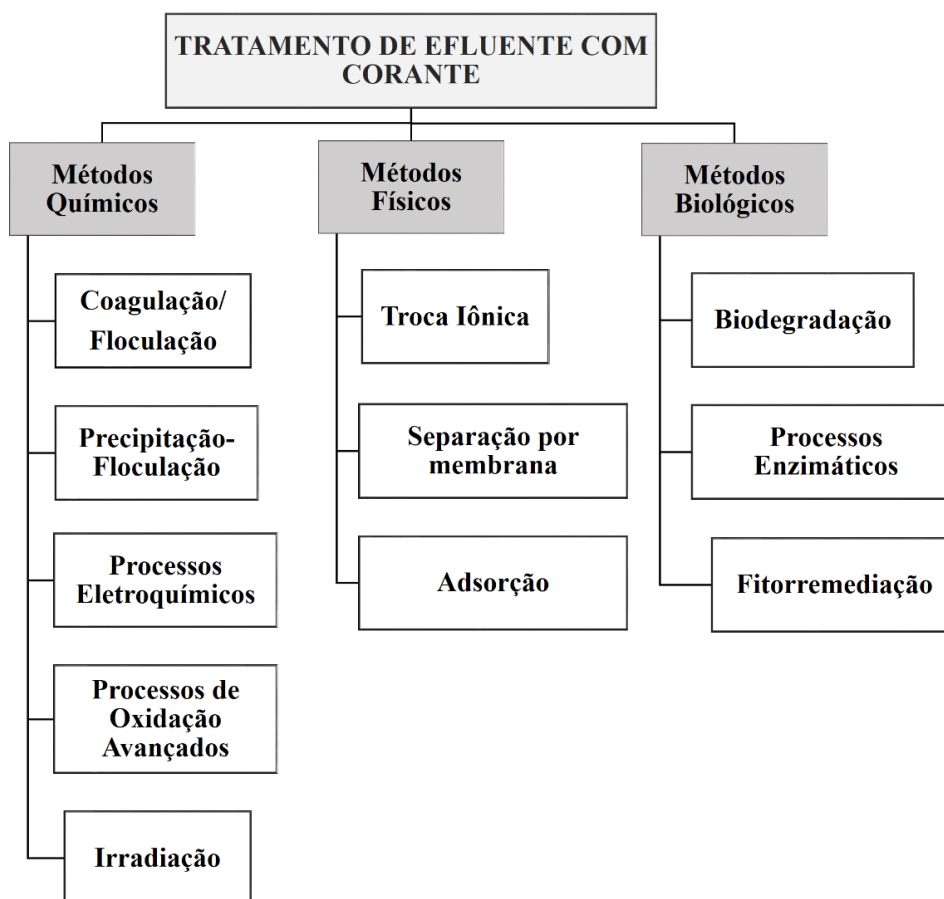 TRATAMENTO DE EFLUENTE COM
CORANTE
Métodos
Químicos
Coagulação/
Floculação
Precipitação-
Floculação
Processos
Eletroquímicos
Processos de
Oxidação
Avançados
Irradiação
Métodos
Físicos
Troca Iônica
Separação por
membrana
Adsorção
Métodos
Biológicos
Biodegradação
Processos
Enzimáticos
Fitorremediação